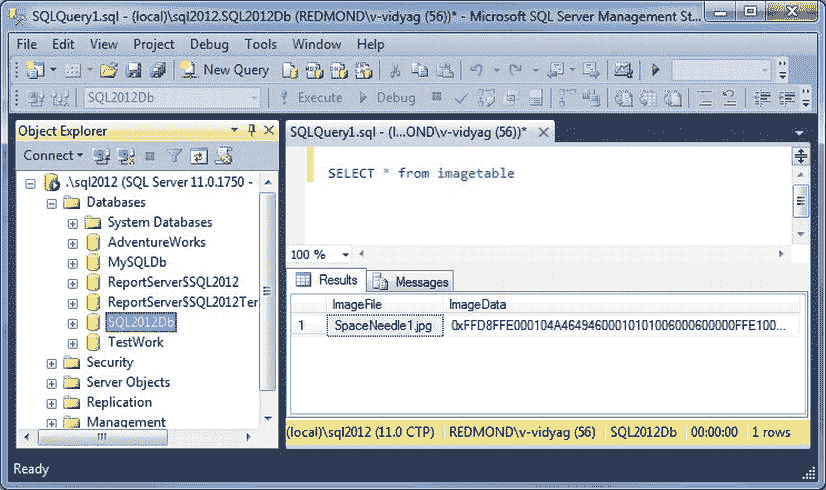 SQLQuery1.sql - (local)\sql2012.SQL2012Db (REDMOND\v-vidyag (56))* - Microsoft SQL Server Management St...
File Edit View Project Debug Tools Window Help
New Query
SQL2012Db Execute Debug
Object Explorer
Connect
.\sql2012 (SQL Server 11.0.1750 -
Databases
System Databases
AdventureWorks
MySQLDb
ReportServer$SQL2012
ReportServer$SQL2012Ter
SQL2012Db
TestWork
Security
Server Objects
Replication
Management
SQLQuery1.sql - (l...OND\v-vidyag (56))*
SELECT * from imagetable
100 %
Results Messages
ImageFile ImageData
1 SpaceNeedle1.jpg 0xFFD8FFE000104A46494600010101006000600000FFE100...
(local)\sql2012 (11.0 CTP) REDMOND\v-vidyag (56) SQL2012Db 00:00:00 1 rows
Ready